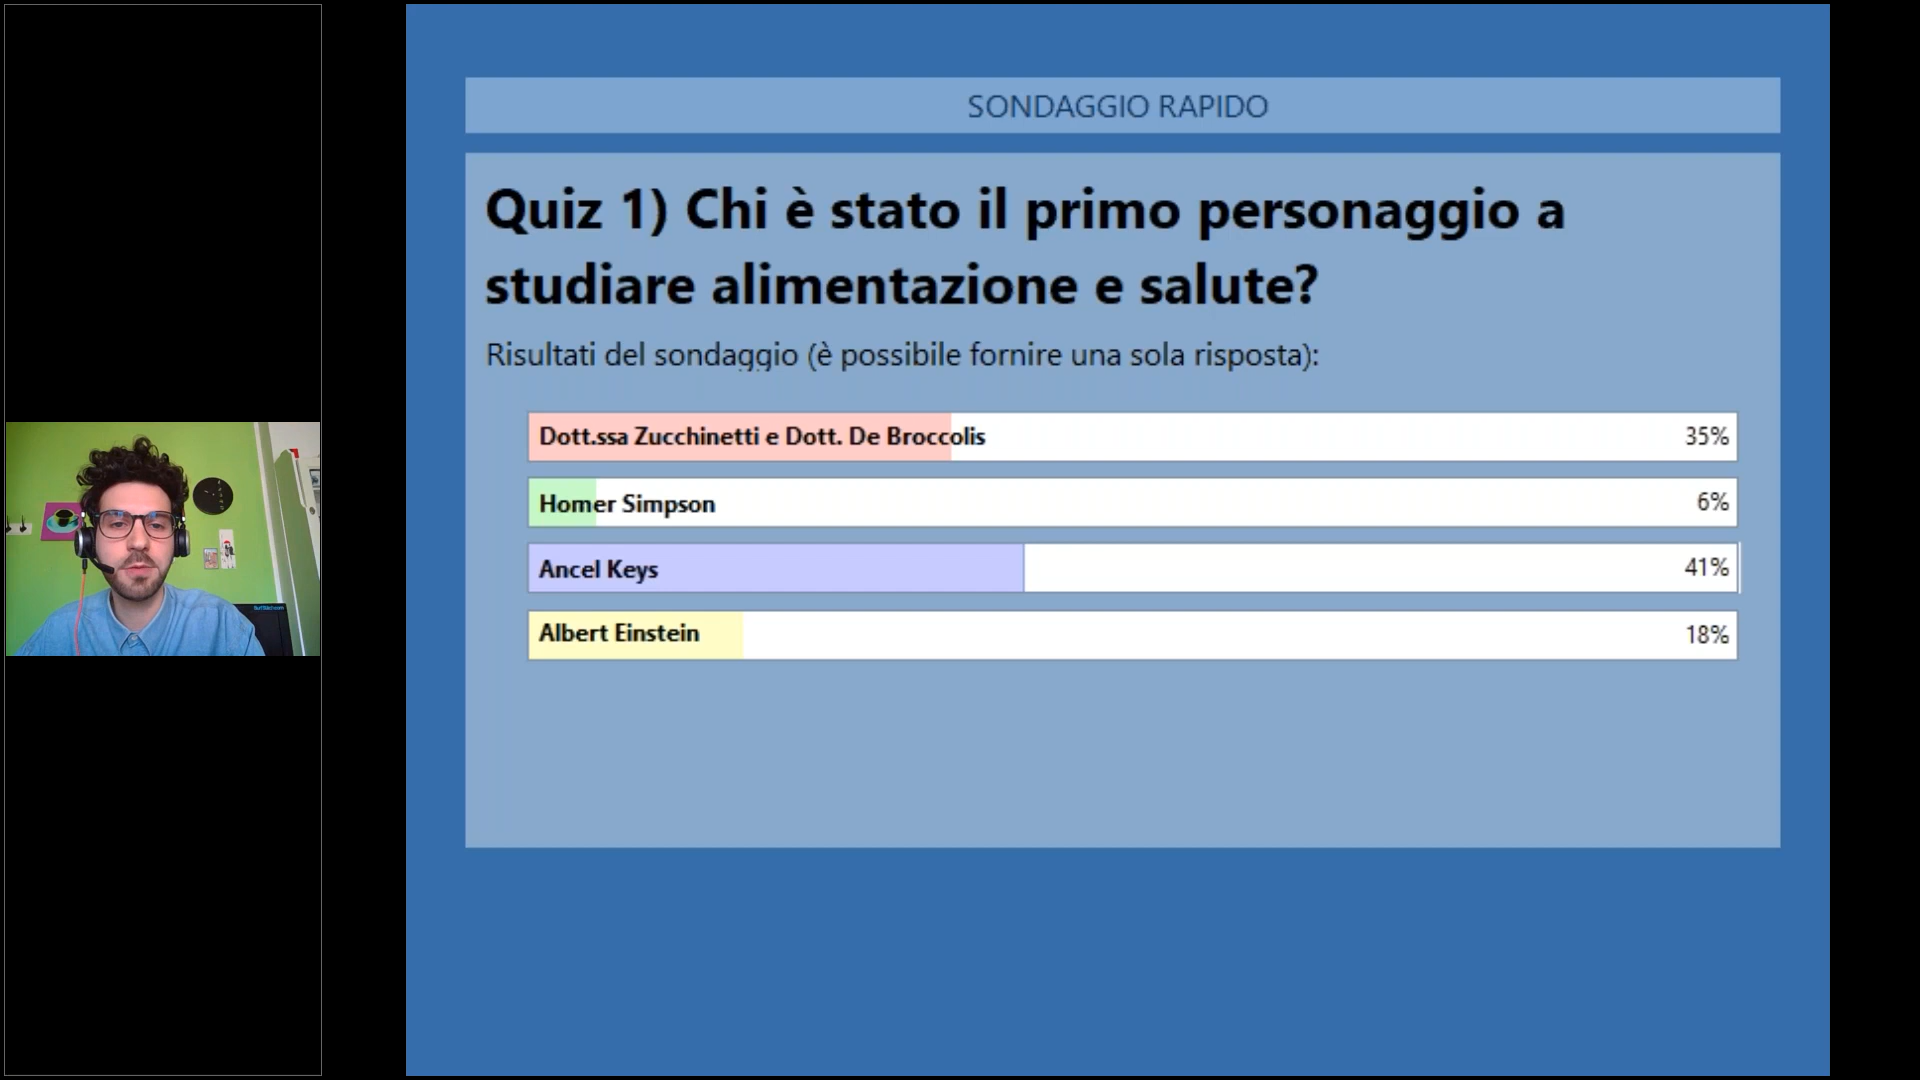 SONDAGGIO RAPIDO
Quiz 1) Chi è stato il primo personaggio a
studiare alimentazione e salute?
Risultati del sondaggio (è possibile fornire una sola risposta):
Dott.ssa Zucchinetti e Dott. De Broccolis 35%
Homer Simpson 6%
Ancel Keys 41%
Albert Einstein 18%